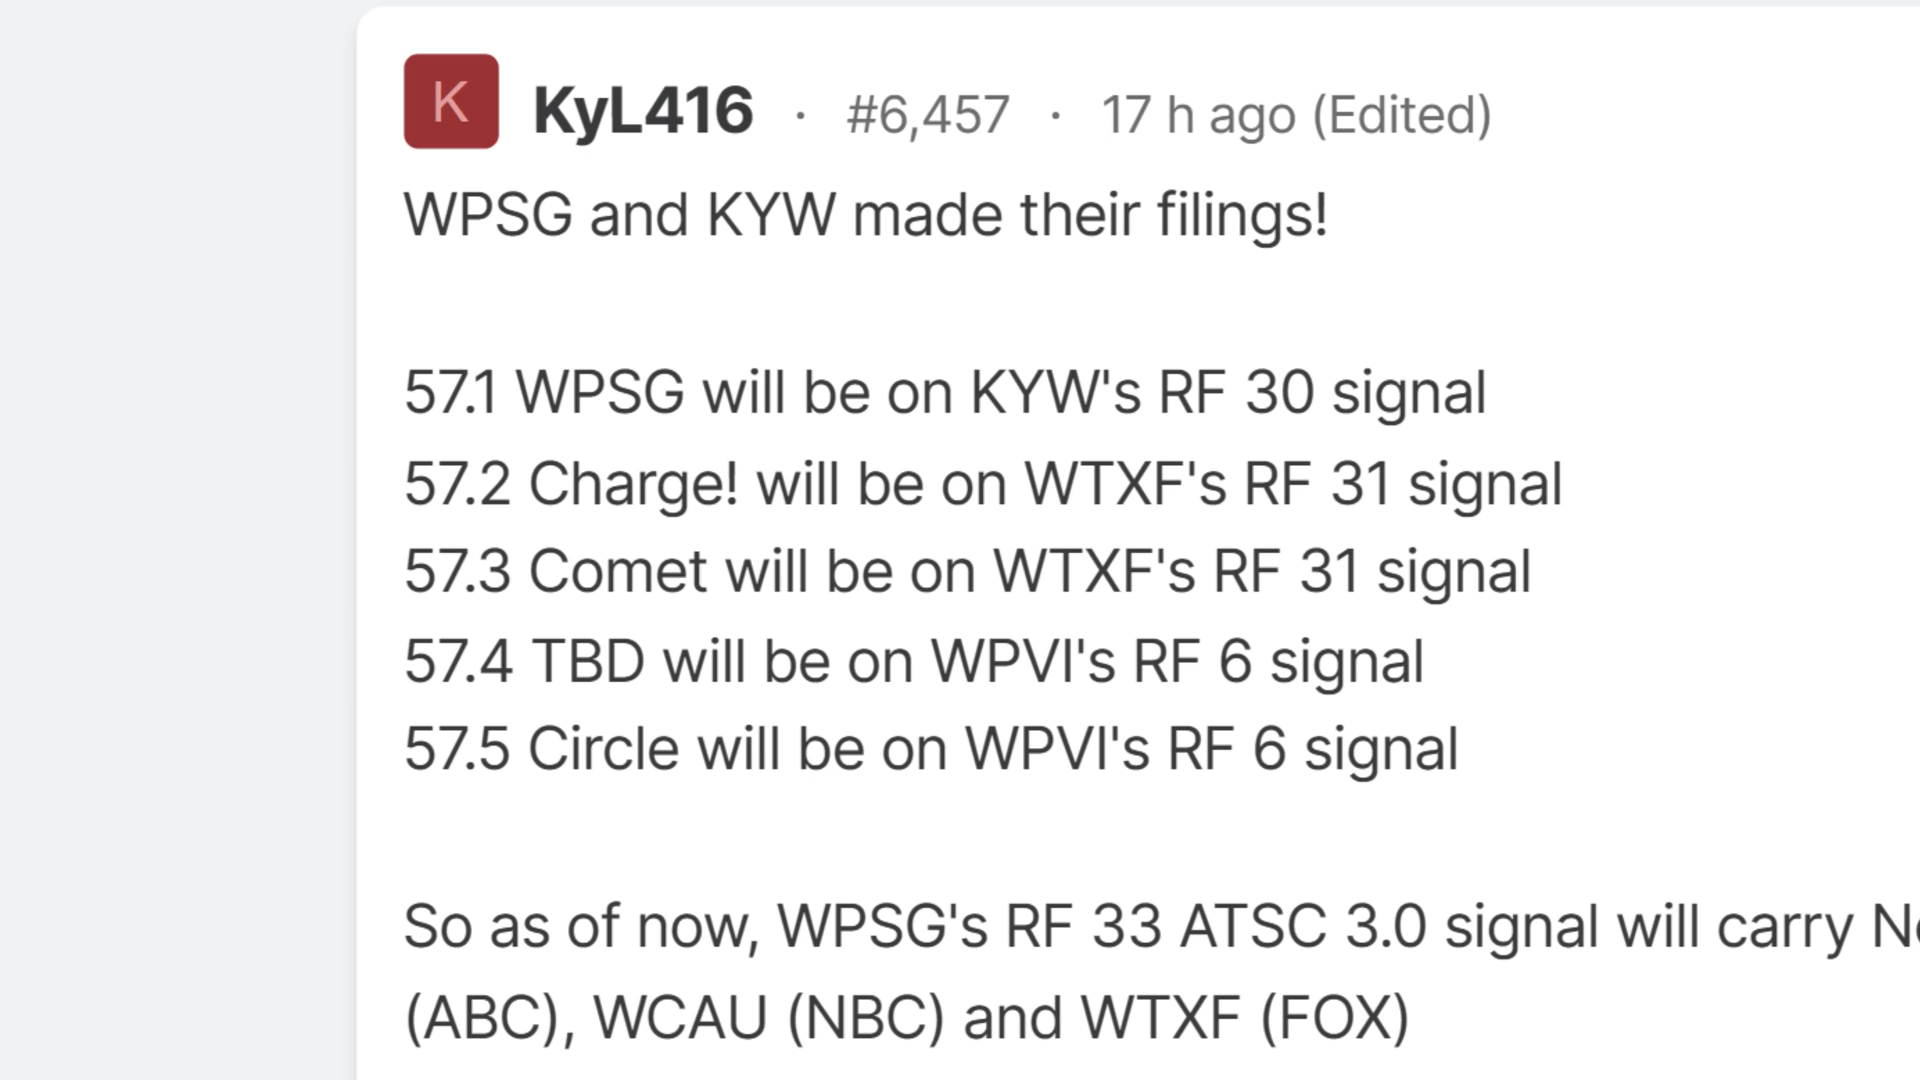 K
KyL416 · #6,457 · 17 h ago (Edited)
WPSG and KYW made their filings!
57.1 WPSG will be on KYW's RF 30 signal
57.2 Charge! will be on WTXF's RF 31 signal
57.3 Comet will be on WTXF's RF 31 signal
57.4 TBD will be on WPVI's RF 6 signal
57.5 Circle will be on WPVI's RF 6 signal
So as of now, WPSG's RF 33 ATSC 3.0 signal will carry
(ABC), WCAU (NBC) and WTXF (FOX)